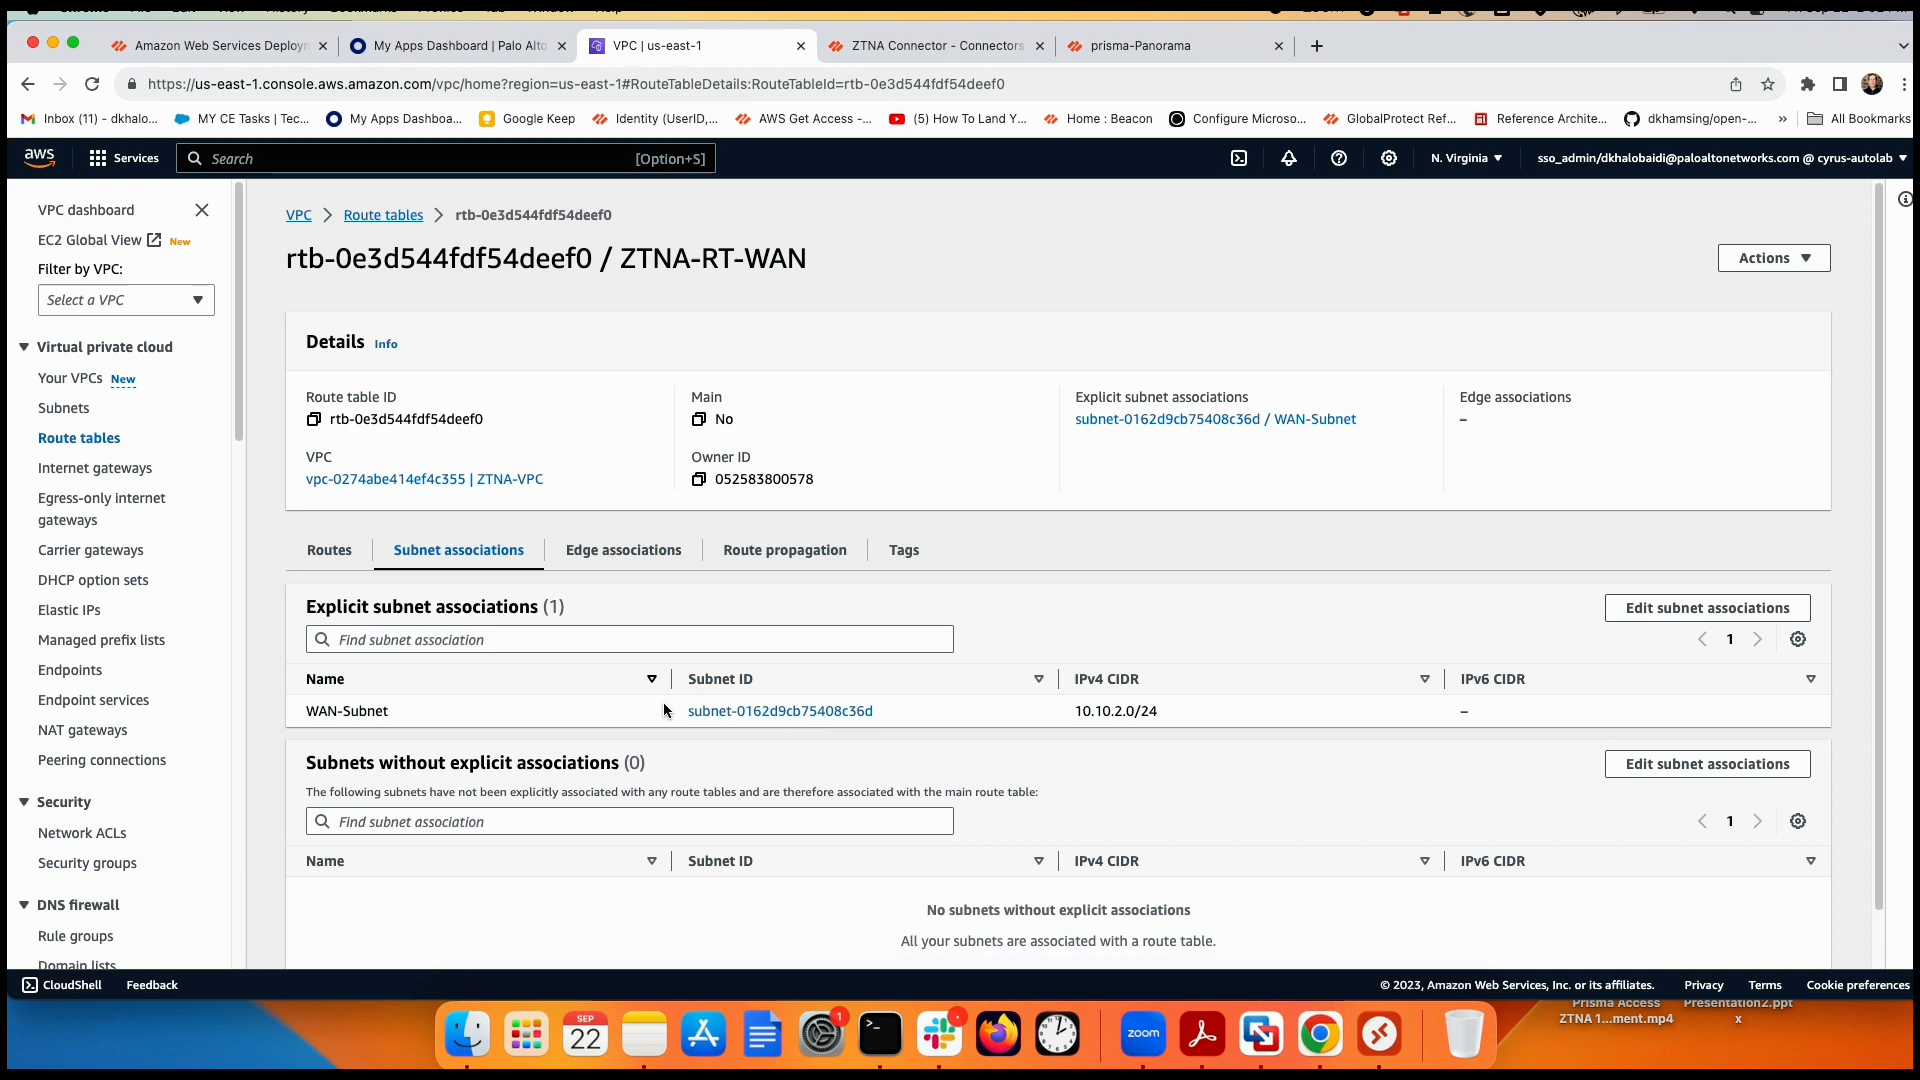 Amazon Web Services Deployn
My Apps Dashboard | Palo Alto
VPC | us-east-1
ZTNA Connector - Connectors
prisma-Panorama
https://us-east-1.console.aws.amazon.com/vpc/home?region=us-east-1#RouteTableDetails:RouteTableId=rtb-0e3d544fdf54deef0
Inbox (11) - dkhalo...
MY CE Tasks | Tec...
My Apps Dashboa...
Google Keep
Identity (UserID,...
AWS Get Access -...
(5) How To Land Y...
Home : Beacon
Configure Microso...
GlobalProtect Ref...
Reference Archite...
dkhamsing/open-...
»
All Bookmarks
aws
Services
Search
[Option+S]
N. Virginia
sso_admin/dkhalobaidi@paloaltonetworks.com @ cyrus-autolab
VPC dashboard
EC2 Global View New
Filter by VPC:
Select a VPC
Virtual private cloud
Your VPCs New
Subnets
Route tables
Internet gateways
Egress-only internet
gateways
Carrier gateways
DHCP option sets
Elastic IPs
Managed prefix lists
Endpoints
Endpoint services
NAT gateways
Peering connections
Security
Network ACLs
Security groups
DNS firewall
Rule groups
Domain lists
VPC > Route tables > rtb-0e3d544fdf54deef0
rtb-0e3d544fdf54deef0 / ZTNA-RT-WAN
Actions
Details Info
Route table ID
rtb-0e3d544fdf54deef0
Main
No
Explicit subnet associations
subnet-0162d9cb75408c36d / WAN-Subnet
Edge associations
–
VPC
vpc-0274abe414ef4c355 | ZTNA-VPC
Owner ID
052583800578
Routes
Subnet associations
Edge associations
Route propagation
Tags
Explicit subnet associations (1)
Edit subnet associations
Find subnet association
1
Name
Subnet ID
IPv4 CIDR
IPv6 CIDR
WAN-Subnet
subnet-0162d9cb75408c36d
10.10.2.0/24
–
Subnets without explicit associations (0)
Edit subnet associations
The following subnets have not been explicitly associated with any route tables and are therefore associated with the main route table:
Find subnet association
1
Name
Subnet ID
IPv4 CIDR
IPv6 CIDR
No subnets without explicit associations
All your subnets are associated with a route table.
CloudShell
Feedback
© 2023, Amazon Web Services, Inc. or its affiliates.
Privacy
Terms
Cookie preferences
Prisma Access
ZTNA 1...ment.mp4
Presentation2.ppt
x
SEP
22
1
zoom